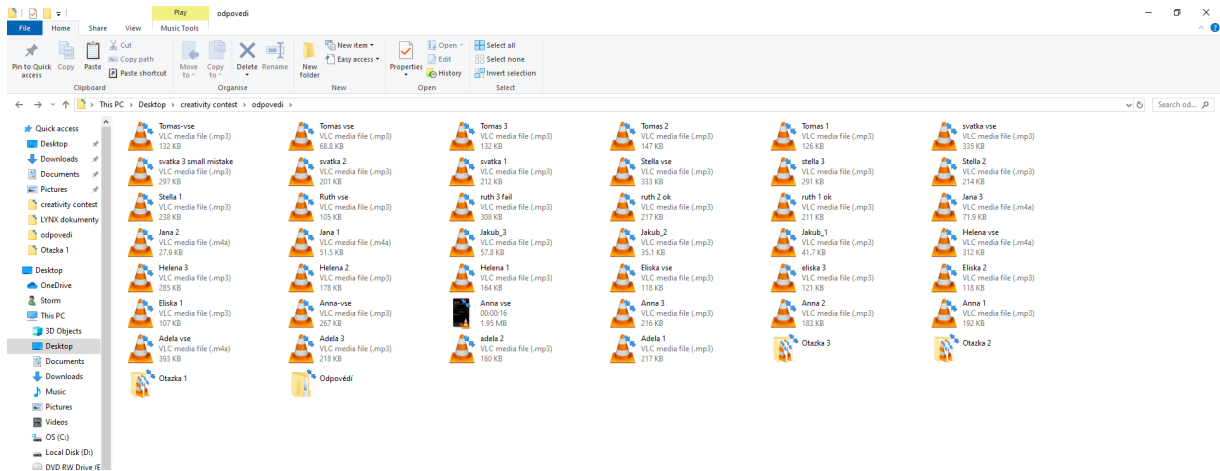 Play
odpovedi
File
Home
Share
View
Music Tools
Pin to Quick access
Copy
Paste
Cut
Copy path
Paste shortcut
Clipboard
Move to
Copy to
Delete
Rename
Organise
New folder
New item
Easy access
New
Properties
Open
Edit
History
Open
Select all
Select none
Invert selection
Select
This PC > Desktop > creativity contest > odpovedi >
Search od...
Quick access
Desktop
Downloads
Documents
Pictures
creativity contest
LYNX dokumenty
odpovedi
Otazka 1
Desktop
OneDrive
Storm
This PC
3D Objects
Desktop
Documents
Downloads
Music
Pictures
Videos
OS (C:)
Local Disk (D:)
DVD RW Drive (E
Tomas-vse
VLC media file (.mp3)
132 KB
Tomas vse
VLC media file (.mp3)
68.8 KB
Tomas 3
VLC media file (.mp3)
132 KB
Tomas 2
VLC media file (.mp3)
147 KB
Tomas 1
VLC media file (.mp3)
126 KB
svatka vse
VLC media file (.mp3)
335 KB
svatka 3 small mistake
VLC media file (.mp3)
297 KB
svatka 2
VLC media file (.mp3)
201 KB
svatka 1
VLC media file (.mp3)
212 KB
Stella vse
VLC media file (.mp3)
333 KB
stella 3
VLC media file (.mp3)
291 KB
Stella 2
VLC media file (.mp3)
214 KB
Stella 1
VLC media file (.mp3)
238 KB
Ruth vse
VLC media file (.mp3)
105 KB
ruth 3 fail
VLC media file (.mp3)
308 KB
ruth 2 ok
VLC media file (.mp3)
217 KB
ruth 1 ok
VLC media file (.mp3)
211 KB
Jana 3
VLC media file (.m4a)
71.9 KB
Jana 2
VLC media file (.m4a)
27.9 KB
Jana 1
VLC media file (.m4a)
51.5 KB
Jakub_3
VLC media file (.mp3)
57.8 KB
Jakub_2
VLC media file (.mp3)
35.1 KB
Jakub_1
VLC media file (.mp3)
41.7 KB
Helena vse
VLC media file (.m4a)
312 KB
Helena 3
VLC media file (.mp3)
285 KB
Helena 2
VLC media file (.mp3)
178 KB
Helena 1
VLC media file (.mp3)
164 KB
Eliska vse
VLC media file (.mp3)
118 KB
eliska 3
VLC media file (.mp3)
121 KB
Eliska 2
VLC media file (.mp3)
118 KB
Eliska 1
VLC media file (.mp3)
107 KB
Anna-vse
VLC media file (.mp3)
267 KB
Anna vse
00:00:16
1.95 MB
Anna 3
VLC media file (.mp3)
216 KB
Anna 2
VLC media file (.mp3)
183 KB
Anna 1
VLC media file (.mp3)
192 KB
Adela vse
VLC media file (.m4a)
393 KB
Adela 3
VLC media file (.mp3)
218 KB
adela 2
VLC media file (.mp3)
160 KB
Adela 1
VLC media file (.mp3)
217 KB
Otazka 3
Otazka 2
Otazka 1
Odpovědí